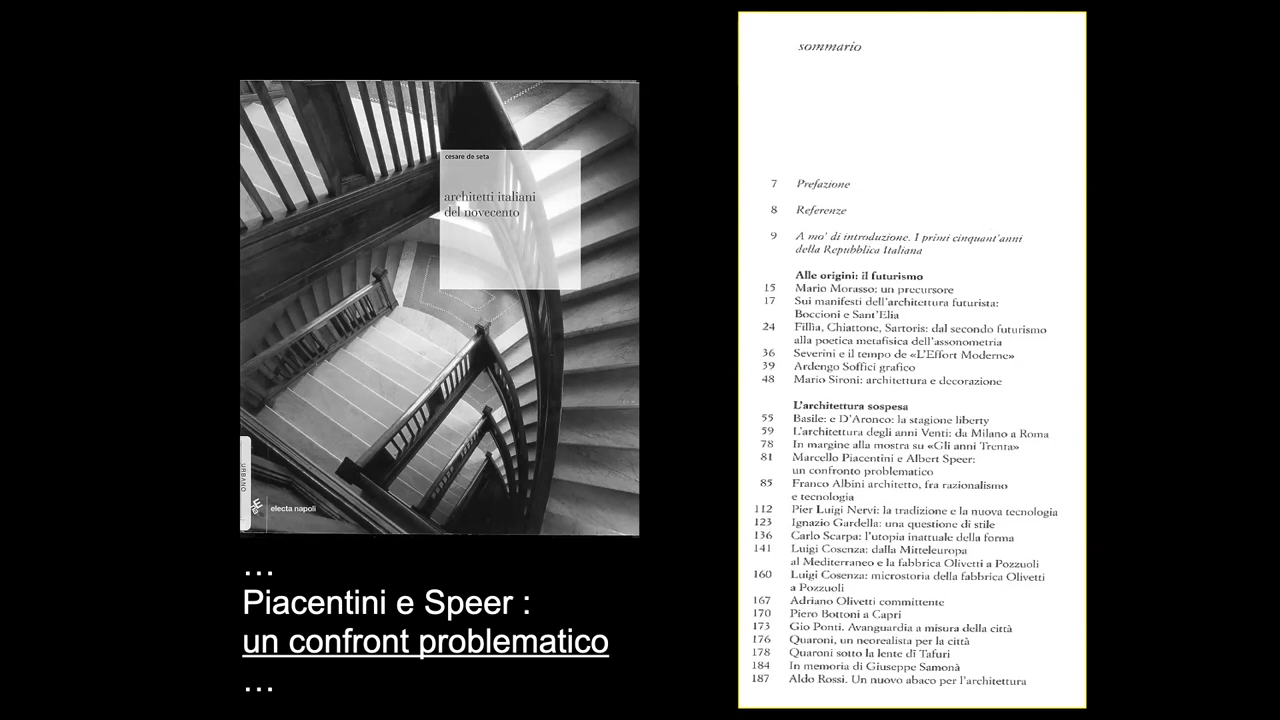 cesare de seta
architetti italiani
del novecento
URBANO
electa napoli
...
Piacentini e Speer :
un confront problematico
...
sommario
7 Prefazione
8 Referenze
9 A mo' di introduzione. I primi cinquant'anni
della Repubblica Italiana
Alle origini: il futurismo
15 Mario Morasso: un precursore
17 Sui manifesti dell'architettura futurista:
Boccioni e Sant'Elia
24 Fillia, Chiattone, Sartoris: dal secondo futurismo
alla poetica metafisica dell'assonometria
36 Severini e il tempo de «L'Effort Moderne»
39 Ardengo Soffici grafico
48 Mario Sironi: architettura e decorazione
L'architettura sospesa
55 Basile: e D'Aronco: la stagione liberty
59 L'architettura degli anni Venti: da Milano a Roma
78 In margine alla mostra su «Gli anni Trenta»
81 Marcello Piacentini e Albert Speer:
un confronto problematico
85 Franco Albini architetto, fra razionalismo
e tecnologia
112 Pier Luigi Nervi: la tradizione e la nuova tecnologia
123 Ignazio Gardella: una questione di stile
136 Carlo Scarpa: l'utopia inattuale della forma
141 Luigi Cosenza: dalla Mitteleuropa
al Mediterraneo e la fabbrica Olivetti a Pozzuoli
160 Luigi Cosenza: microstoria della fabbrica Olivetti
a Pozzuoli
167 Adriano Olivetti committente
170 Piero Bottoni a Capri
173 Gio Ponti. Avanguardia a misura della città
176 Quaroni, un neorealista per la città
178 Quaroni sotto la lente di Tafuri
184 In memoria di Giuseppe Samonà
187 Aldo Rossi. Un nuovo abaco per l'architettura